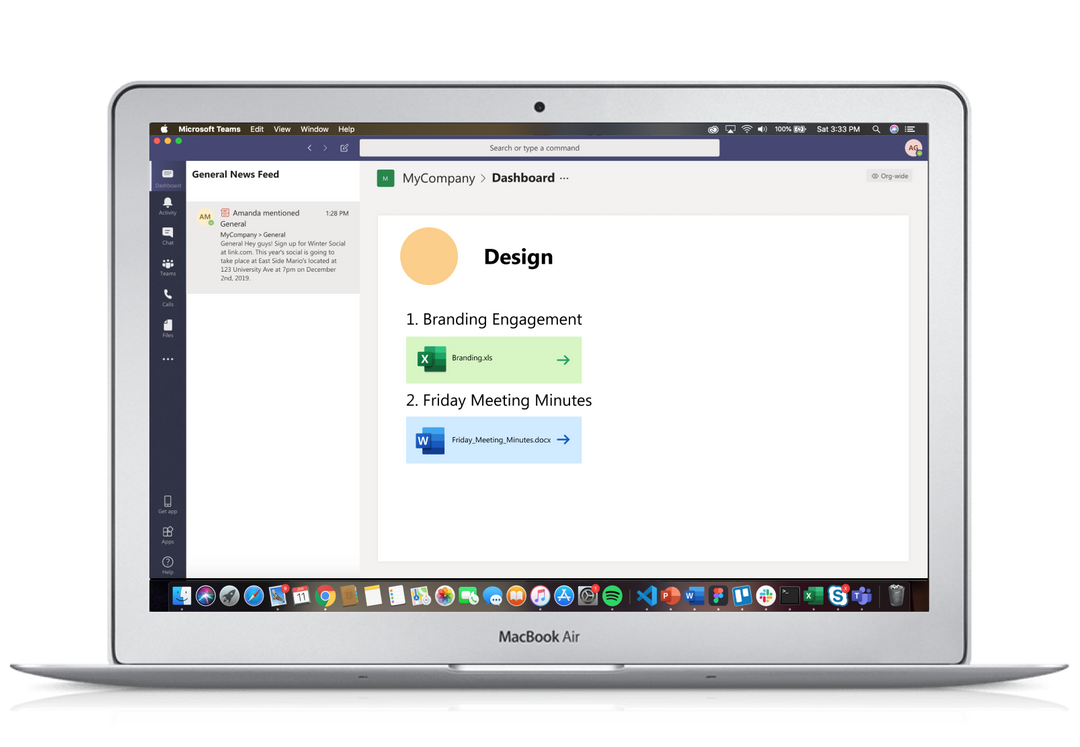 Microsoft Teams Edit View Window Help 100% Sat 3:33 PM
Search or type a command
AG
Dashboard
Activity
Chat
Teams
Calls
Files
Get app
Apps
Help
General News Feed
AM
Amanda mentioned 1:28 PM
General
MyCompany > General
General Hey guys! Sign up for Winter Social
at link.com. This year's social is going to
take place at East Side Mario's located at
123 University Ave at 7pm on December
2nd, 2019.
M MyCompany > Dashboard ... Org-wide
Design
1. Branding Engagement
X Branding.xls
2. Friday Meeting Minutes
W Friday_Meeting_Minutes.docx
11 P W X S T
MacBook Air